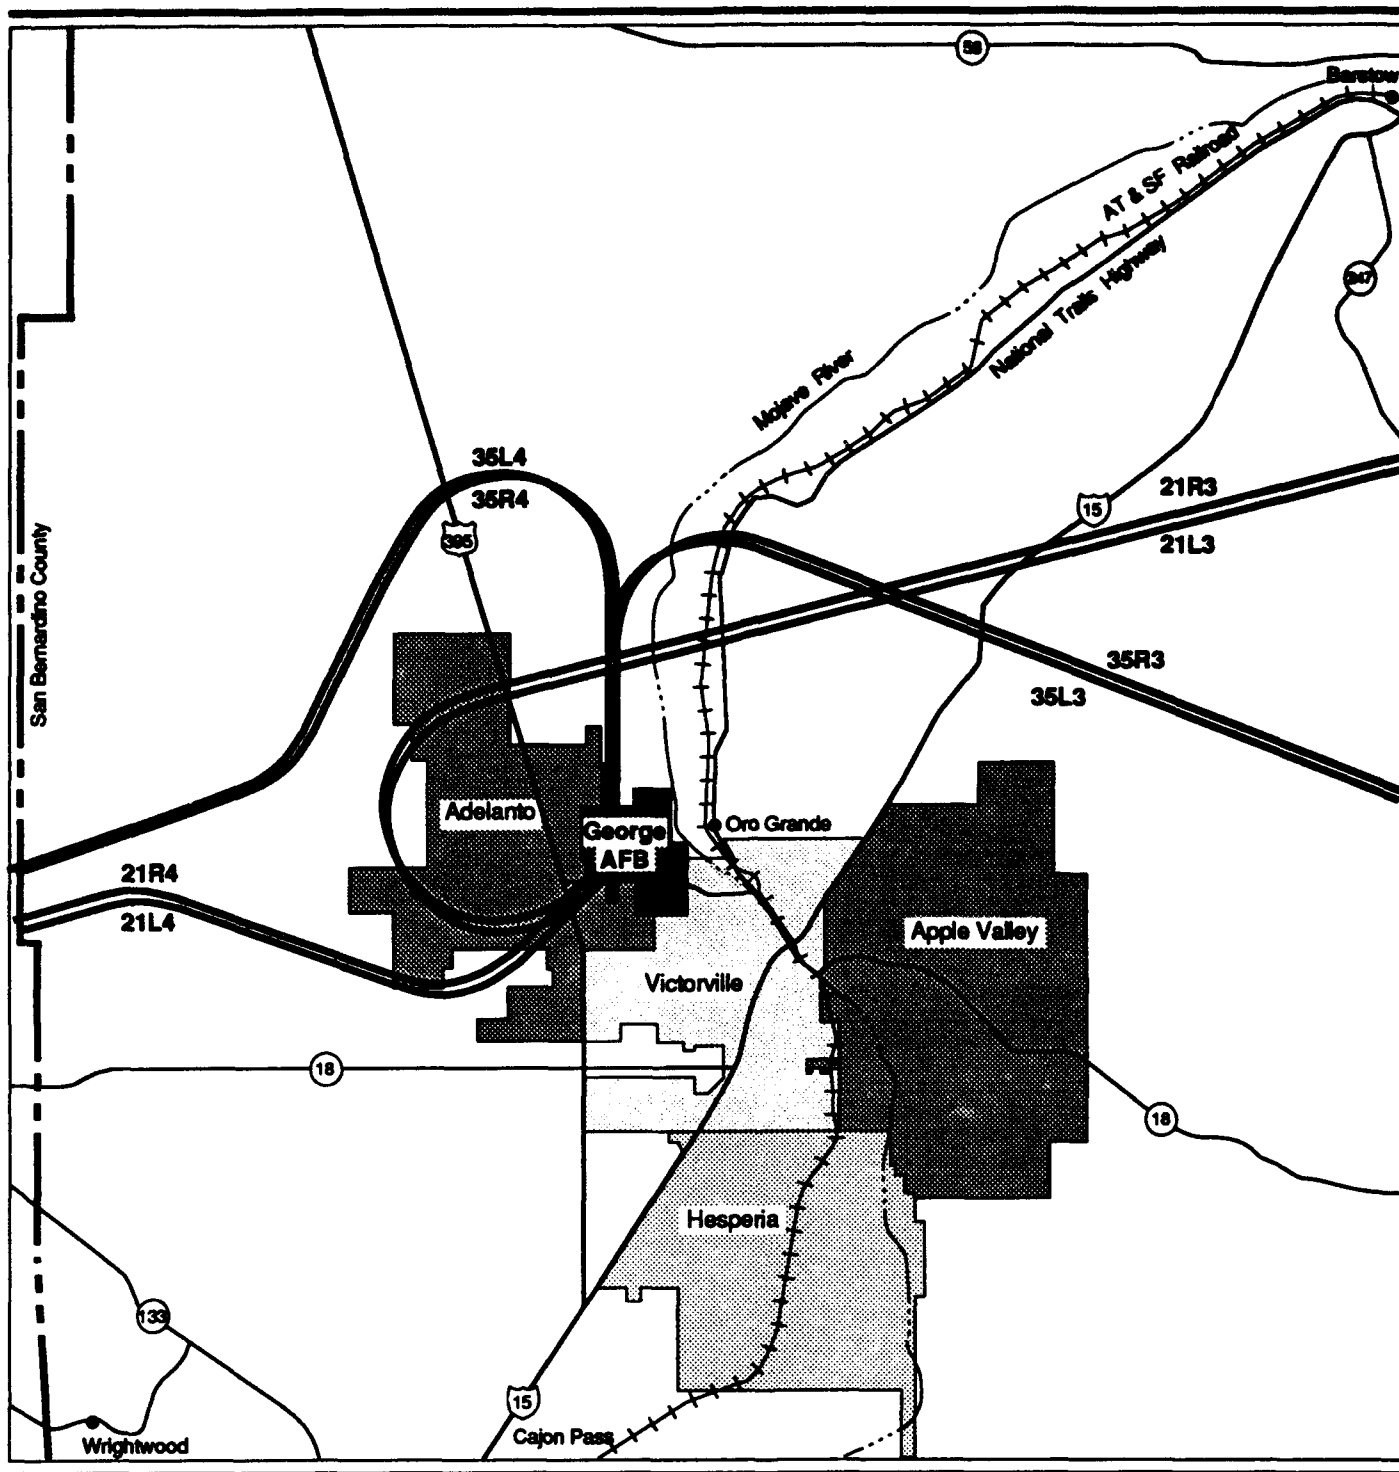 58
Barstow
AT & SF Railroad
247
National Trails Highway
Mojave River
35L4
35R4
21R3
15
395
21L3
San Bernardino County
35R3
35L3
Adelanto
Oro Grande
George
AFB
21R4
21L4
Apple Valley
Victorville
18
18
Hesperia
133
15
Cajon Pass
Wrightwood